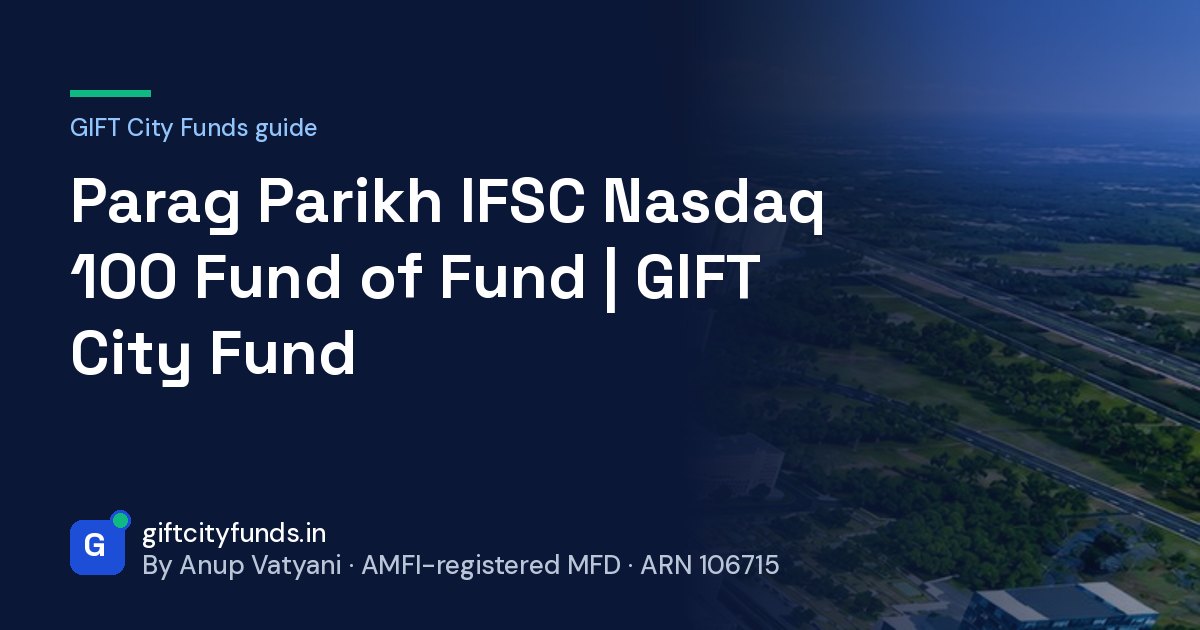 GIFT City Funds guide
Parag Parikh IFSC Nasdaq
100 Fund of Fund | GIFT
City Fund
G
giftcityfunds.in
By Anup Vatyani · AMFI-registered MFD · ARN 106715